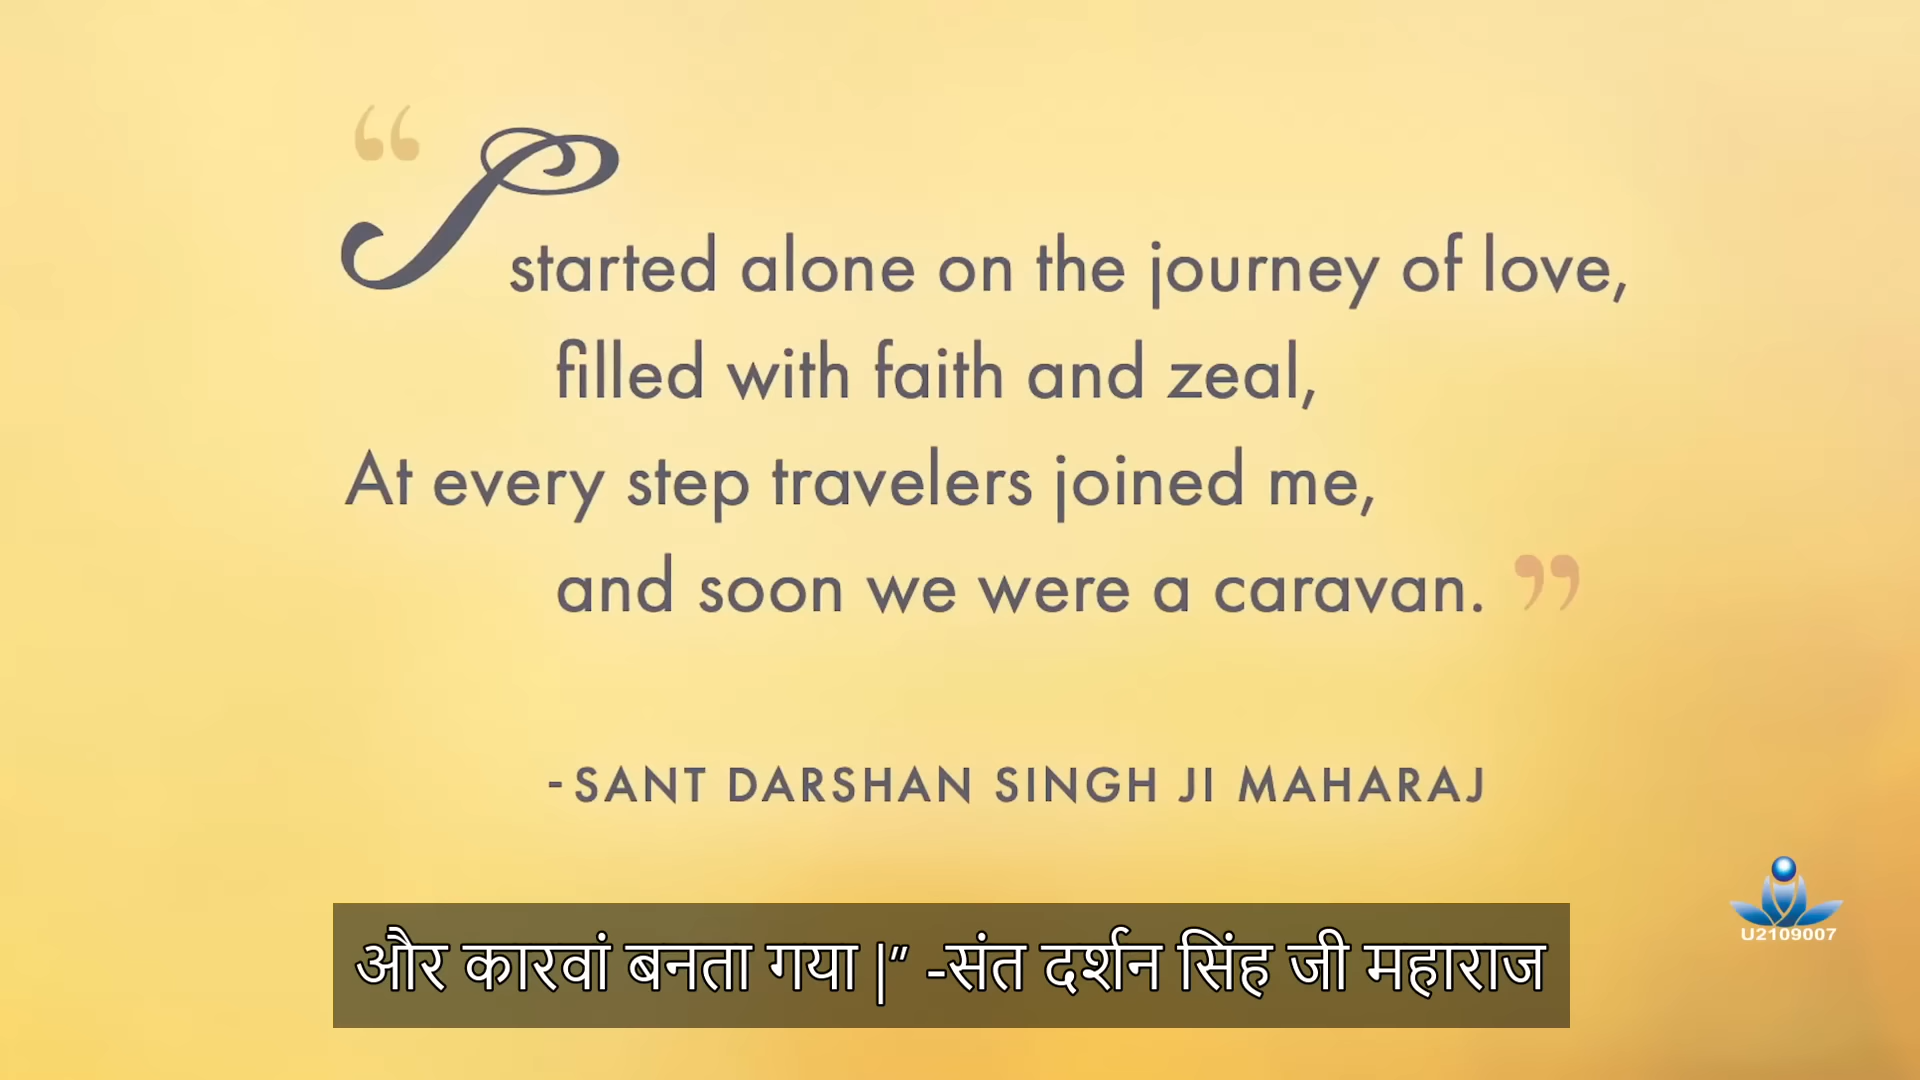 “I started alone on the journey of love,
filled with faith and zeal,
At every step travelers joined me,
and soon we were a caravan.”
- SANT DARSHAN SINGH JI MAHARAJ
U2109007
और कारवां बनता गया |” -संत दर्शन सिंह जी महाराज